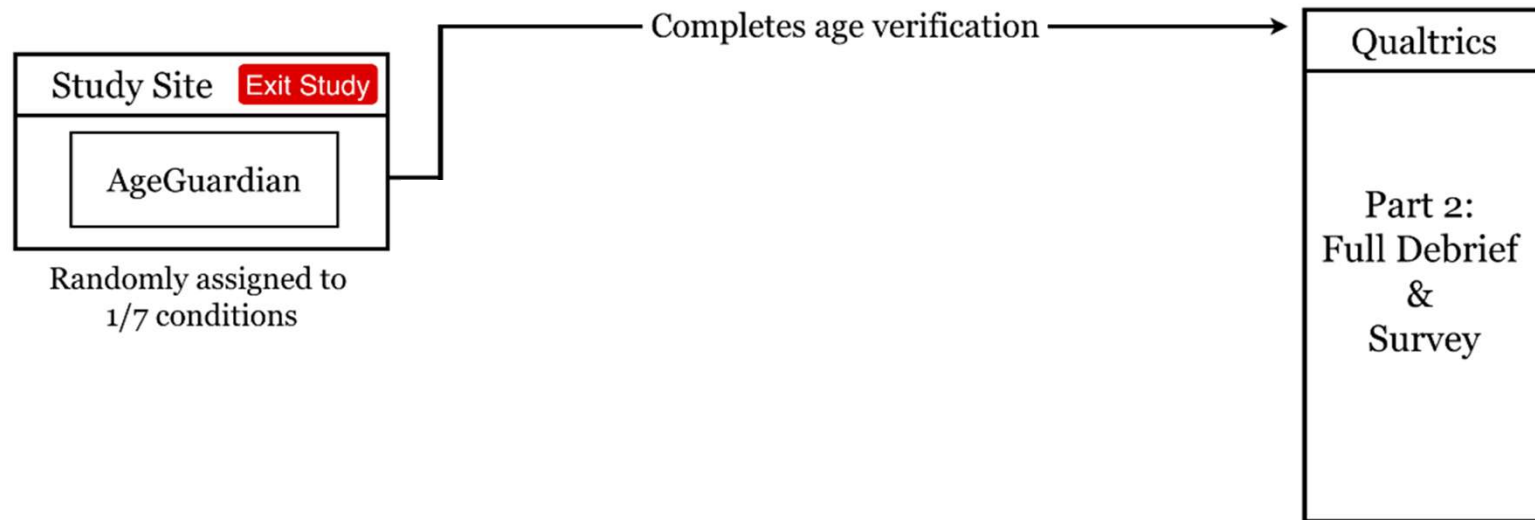 Study Site
Exit Study
AgeGuardian
Randomly assigned to
1/7 conditions
Completes age verification
Qualtrics
Part 2:
Full Debrief
&
Survey